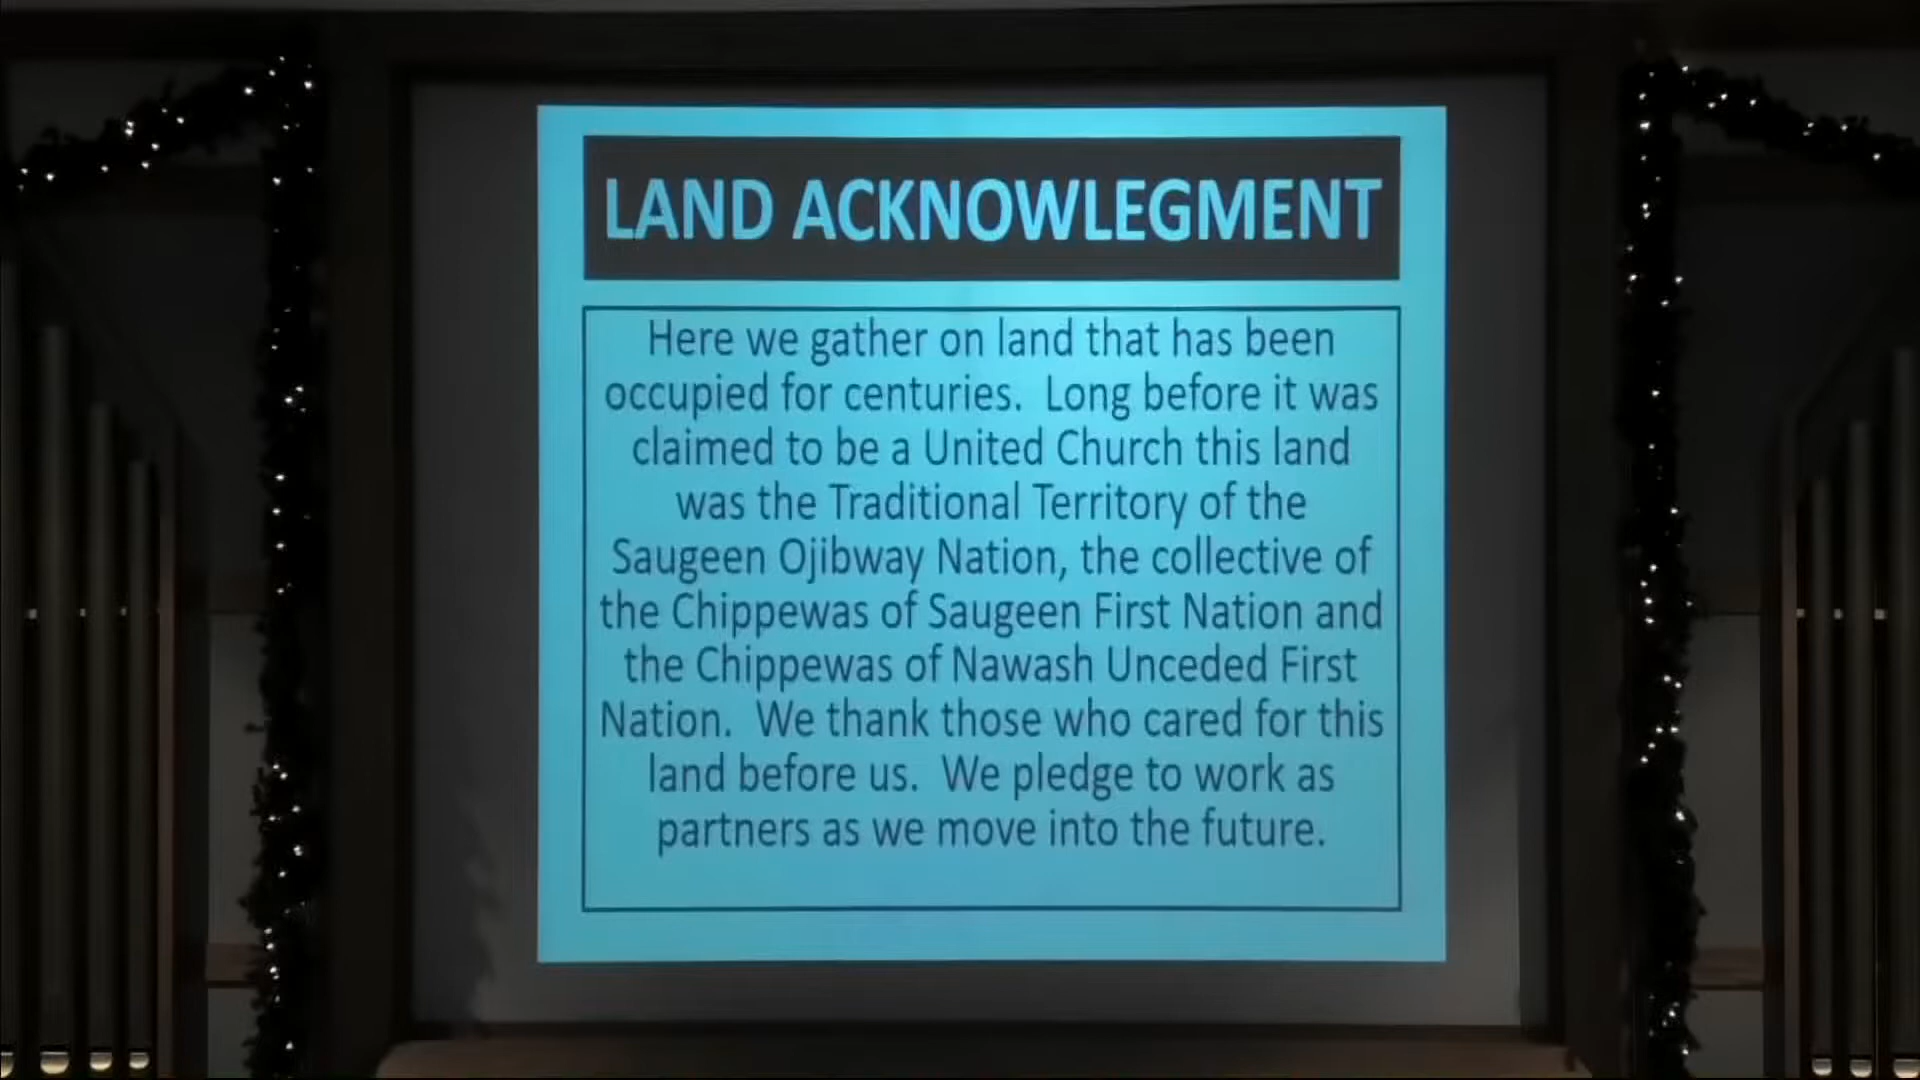 LAND ACKNOWLEGMENT
Here we gather on land that has been
occupied for centuries.  Long before it was
claimed to be a United Church this land
was the Traditional Territory of the
Saugeen Ojibway Nation, the collective of
the Chippewas of Saugeen First Nation and
the Chippewas of Nawash Unceded First
Nation.  We thank those who cared for this
land before us.  We pledge to work as
partners as we move into the future.